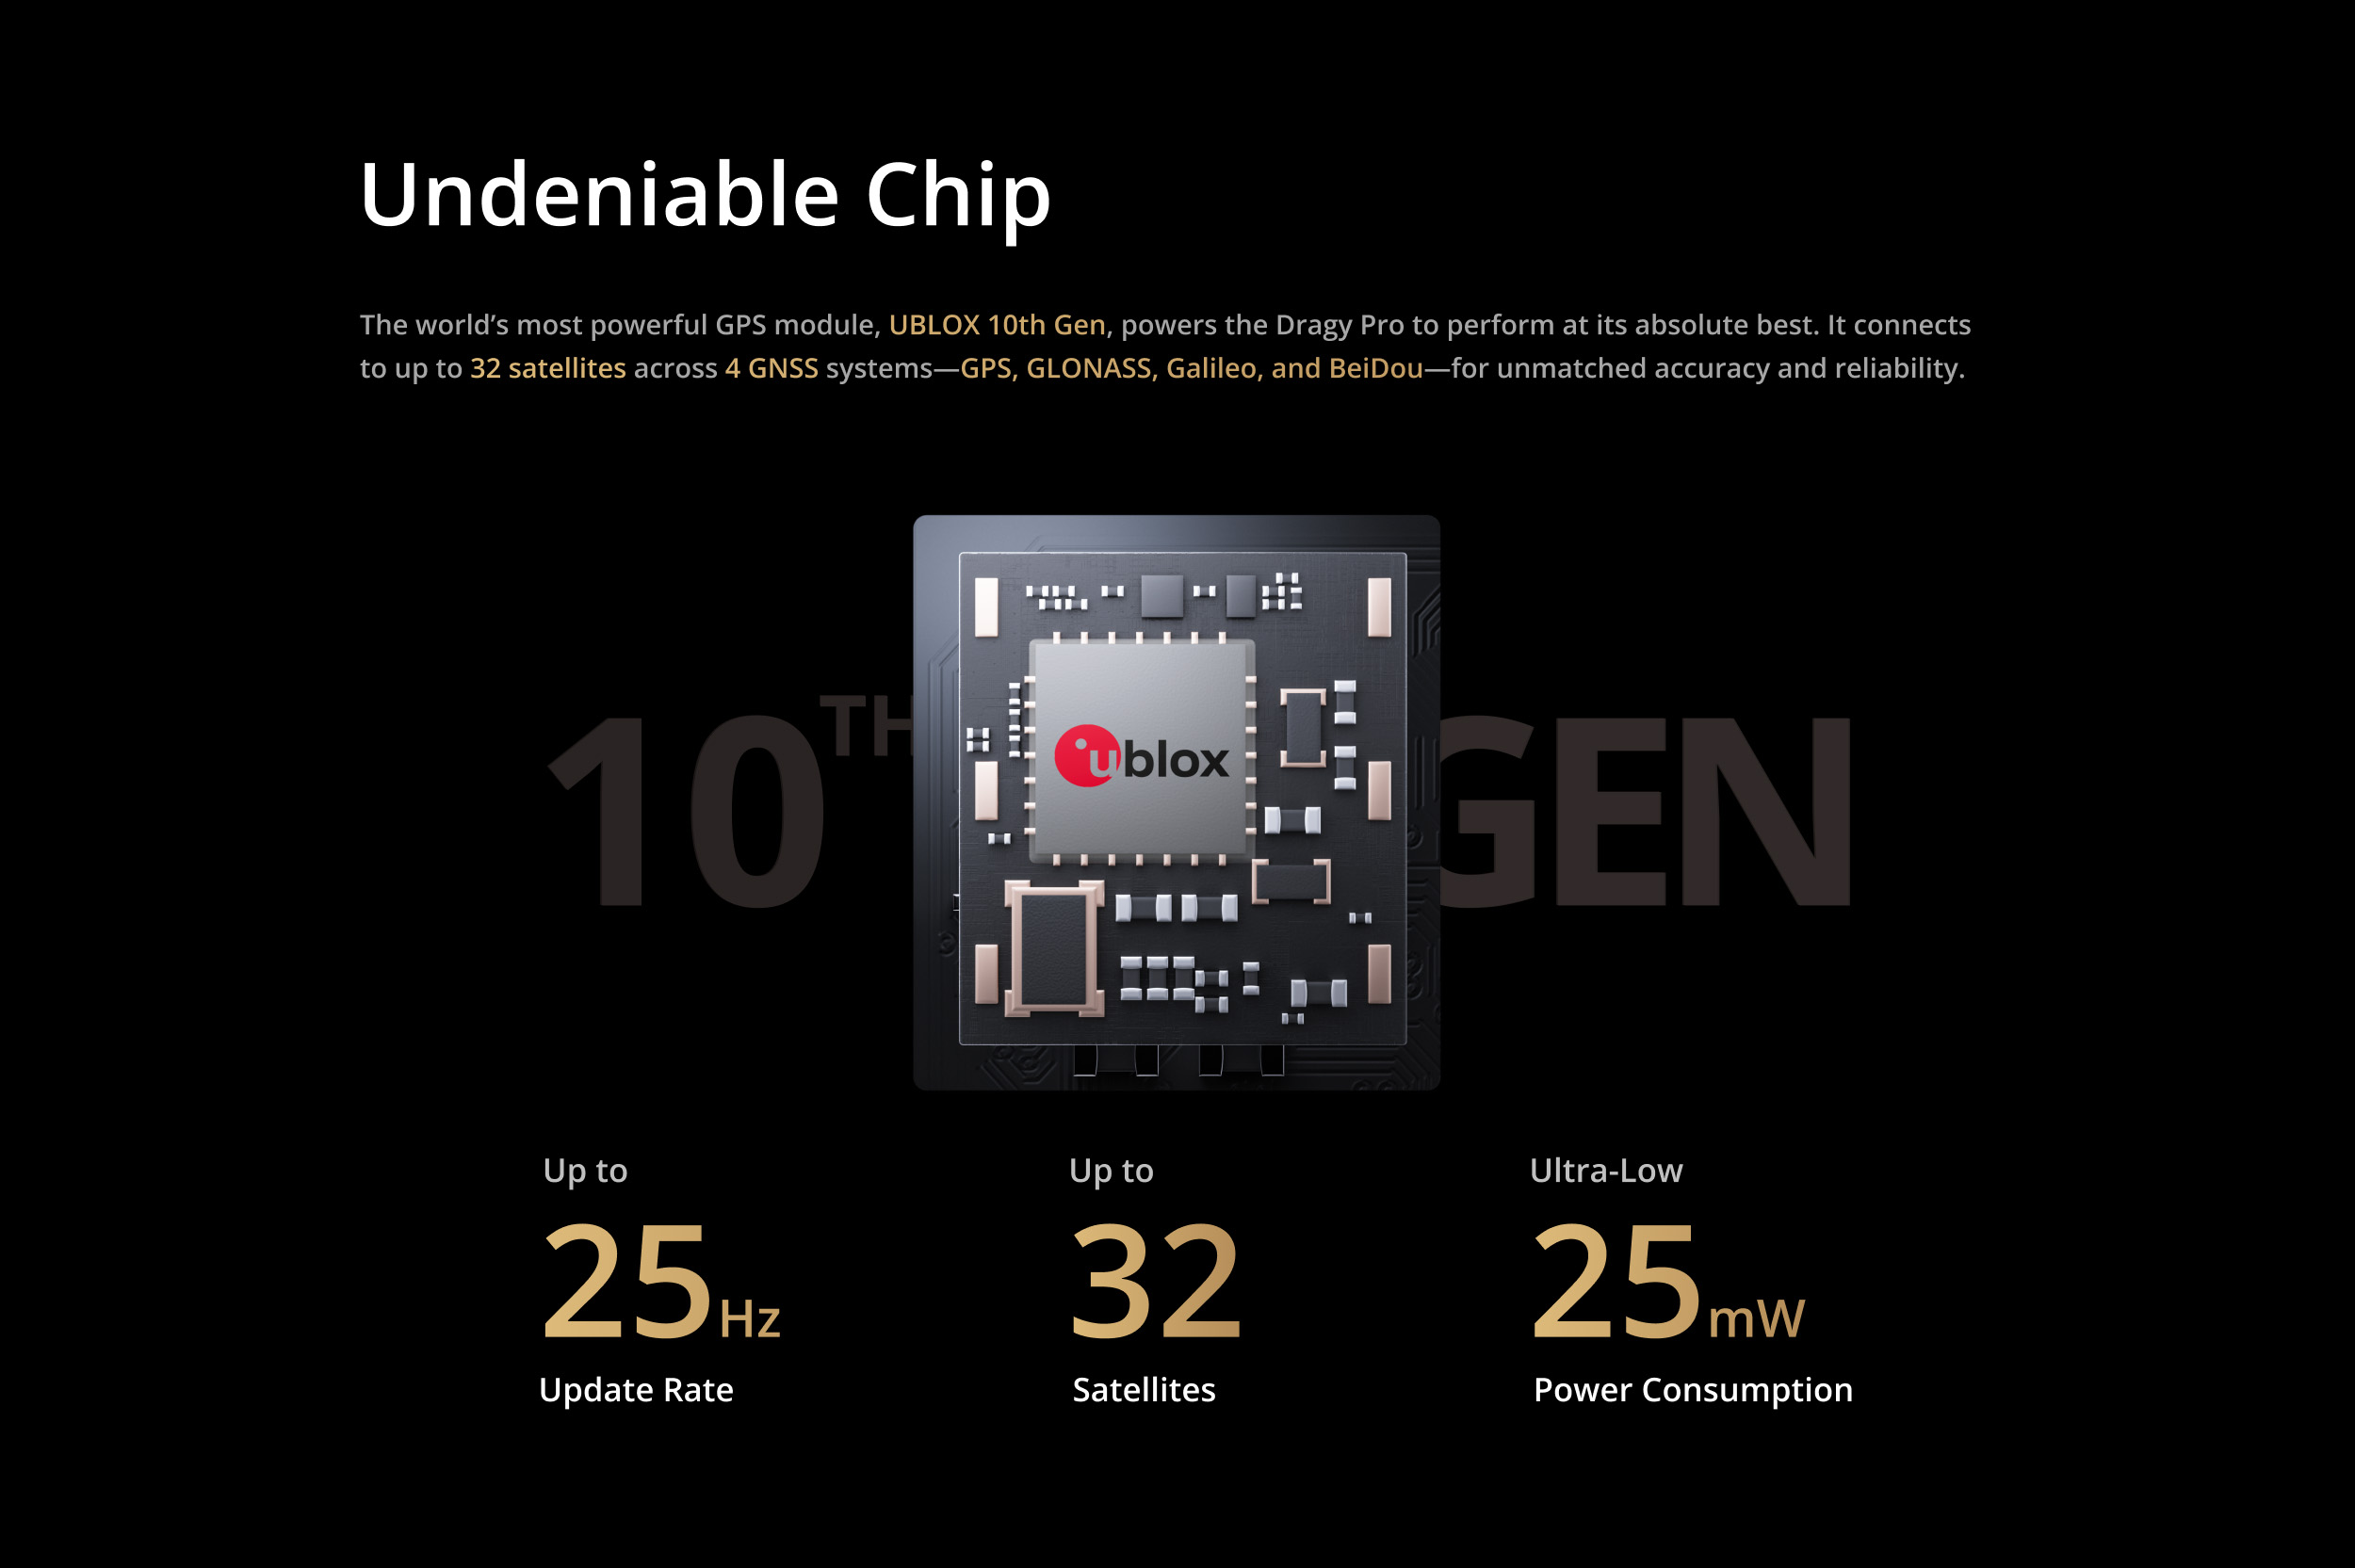 Undeniable Chip
The world’s most powerful GPS module, UBLOX 10th Gen, powers the Dragy Pro to perform at its absolute best. It connects
to up to 32 satellites across 4 GNSS systems—GPS, GLONASS, Galileo, and BeiDou—for unmatched accuracy and reliability.
10TH GEN
ublox
Up to
25Hz
Update Rate
Up to
32
Satellites
Ultra-Low
25mW
Power Consumption